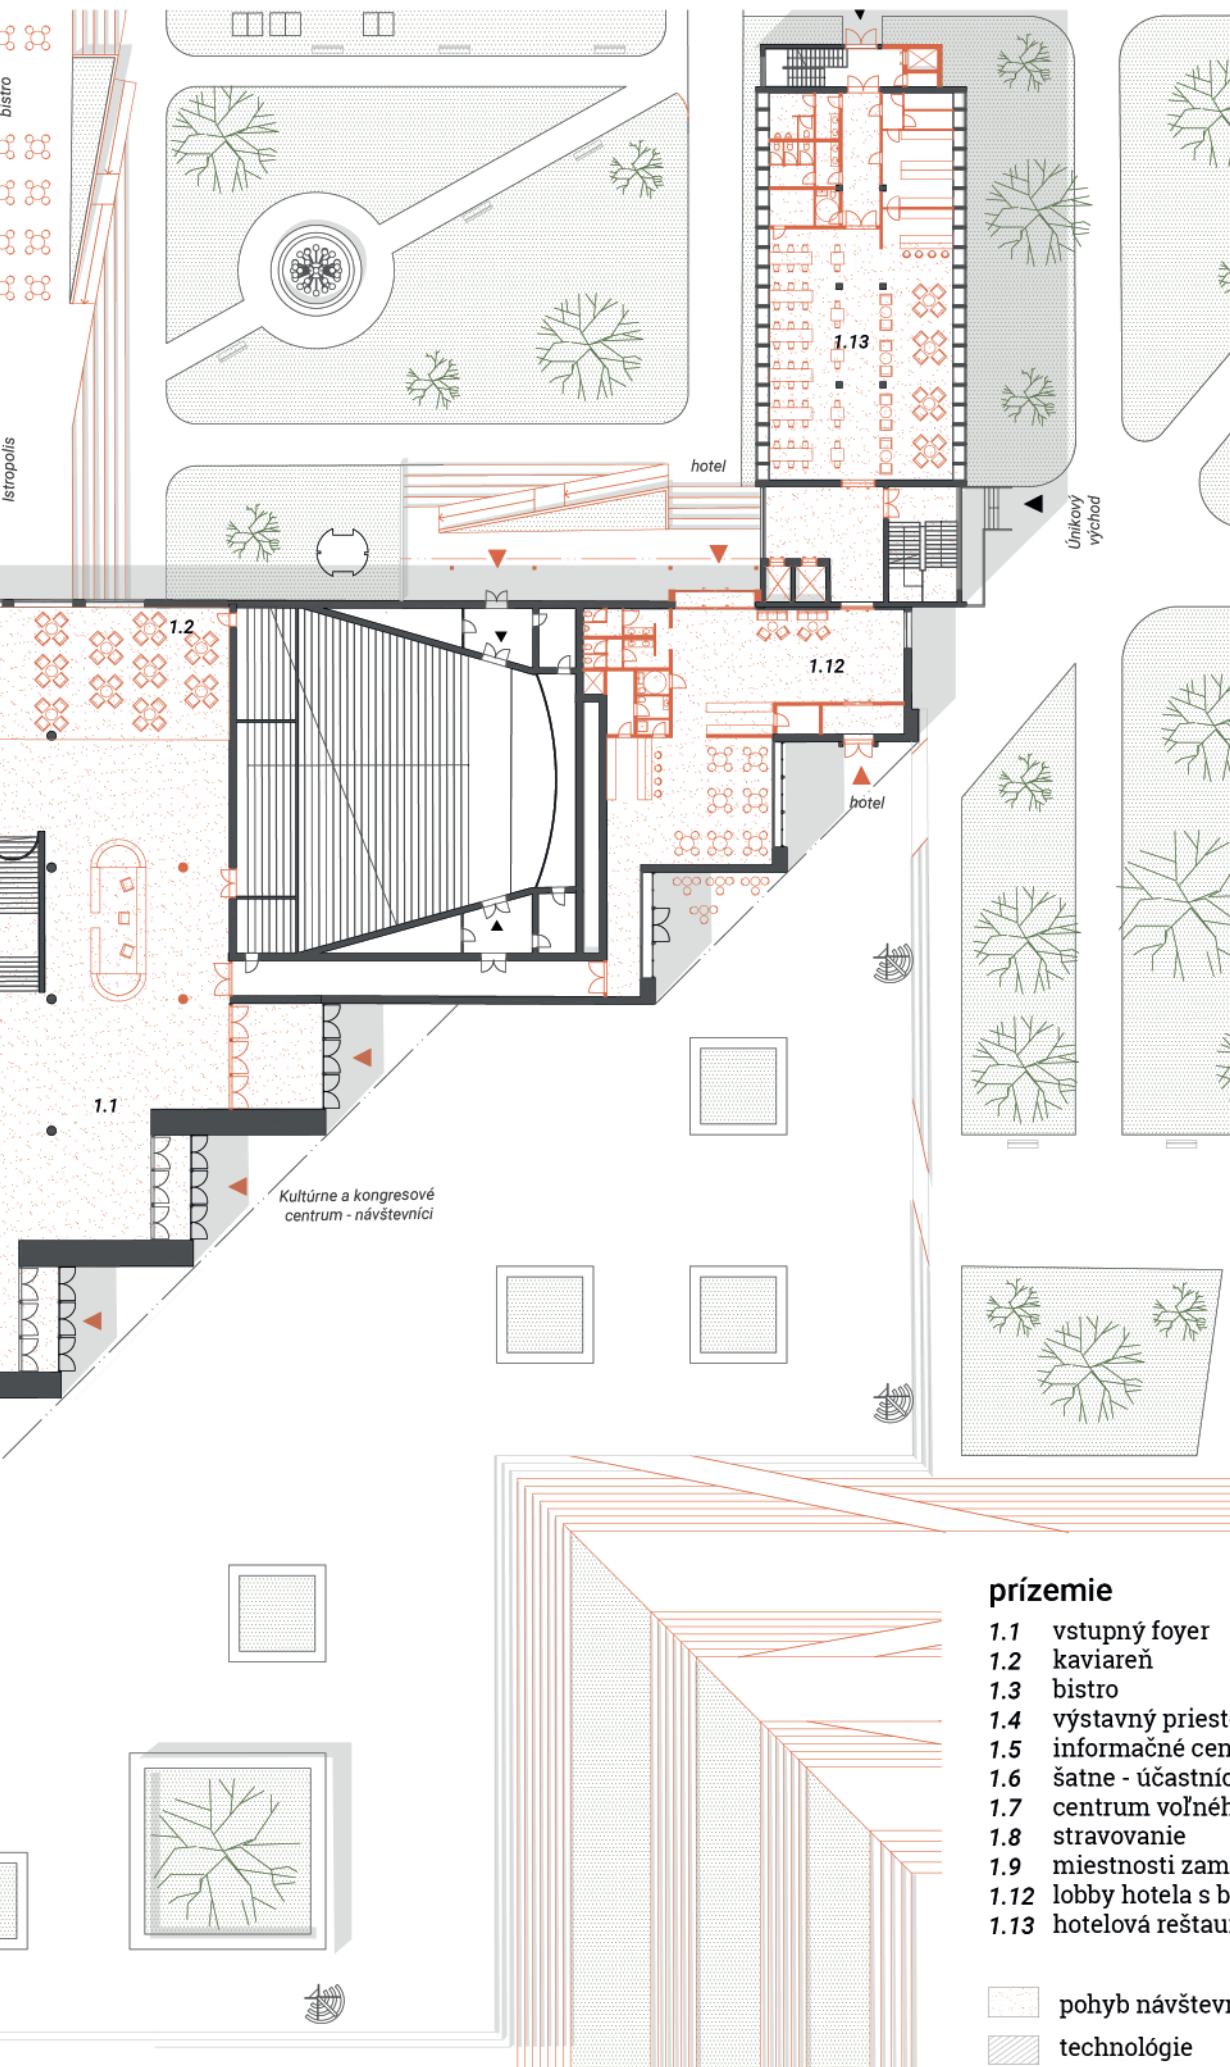 bistro
Istropolis
hotel
1.13
Únikový
východ
1.2
1.12
hotel
1.1
Kultúrne a kongresové
centrum - návštevníci
prízemie
1.1 vstupný foyer
1.2 kaviareň
1.3 bistro
1.4 výstavný priest
1.5 informačné cen
1.6 šatne - účastníc
1.7 centrum voľnéh
1.8 stravovanie
1.9 miestnosti zam
1.12 lobby hotela s b
1.13 hotelová reštau
pohyb návštevn
technológie